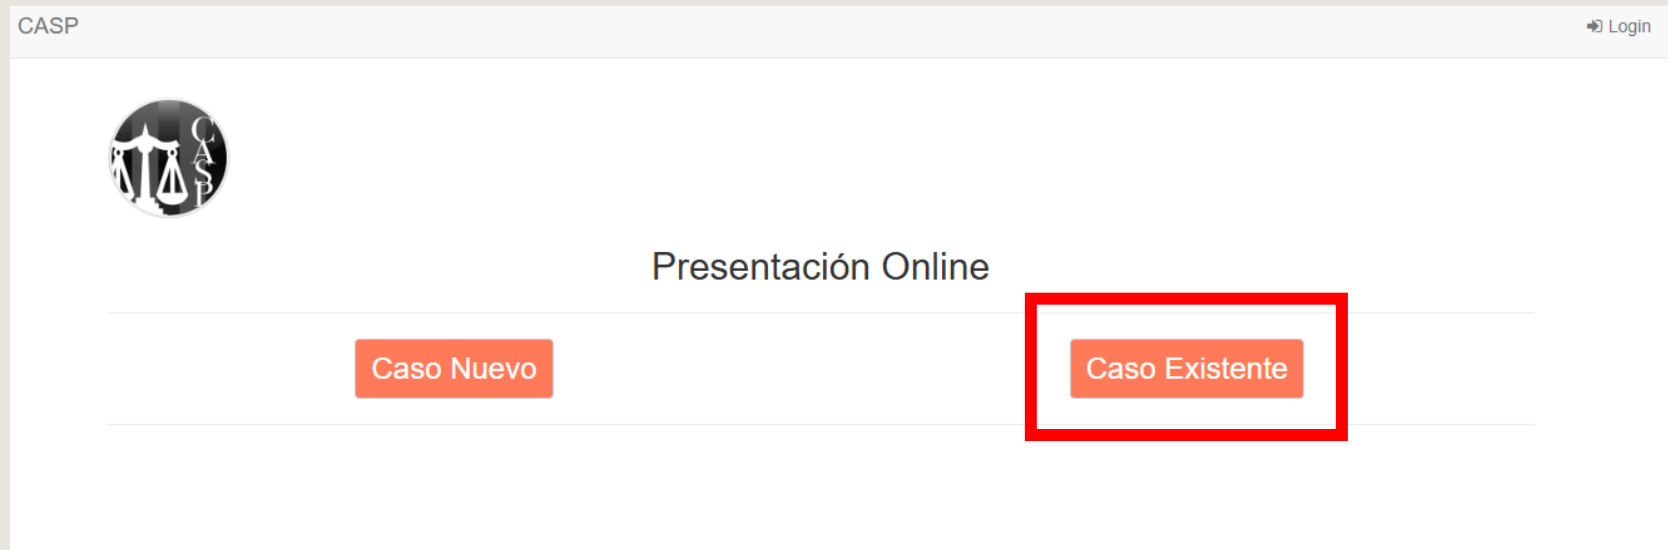 CASP
Login
CASP
Presentación Online
Caso Nuevo
Caso Existente